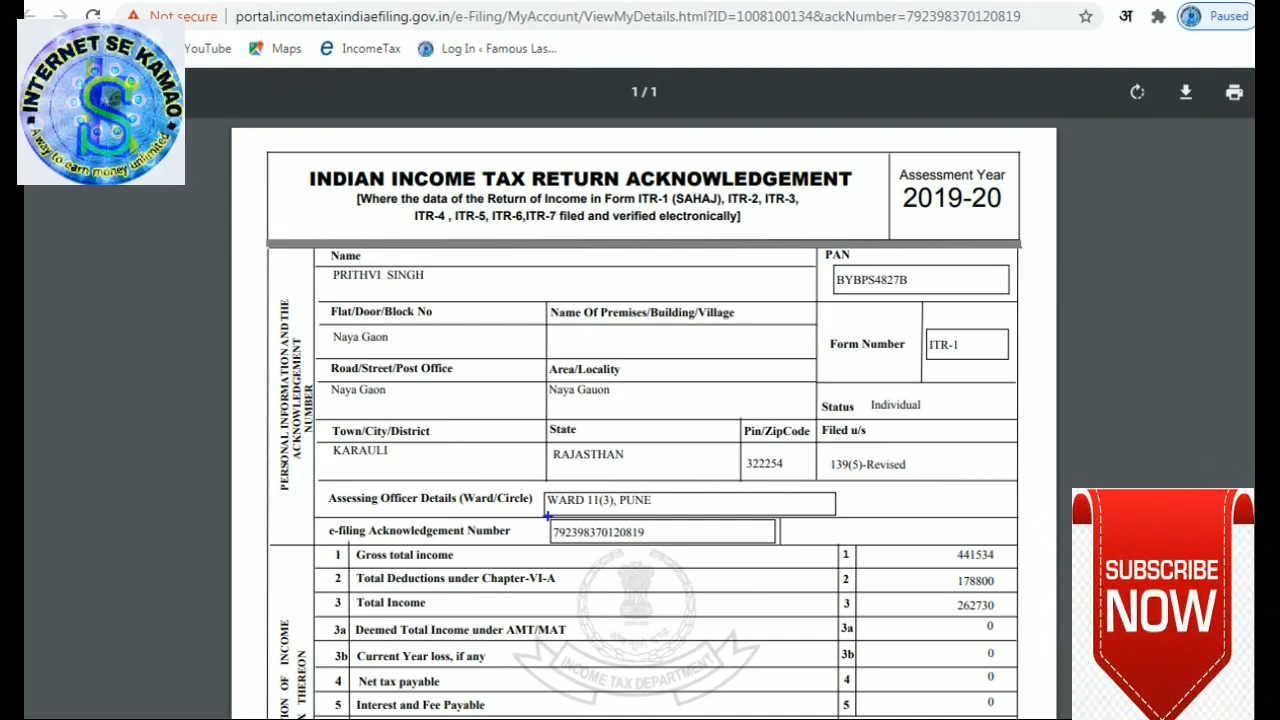 Not secure portal.incometaxindiaefiling.gov.in/e-Filing/MyAccount/ViewMyDetails.html?ID=1008100534&ackNumber=792398370120819 अ Paused
YouTube Maps IncomeTax Log In ‹ Famous Las...
INTERNET SE KAMAO
S
A way to earn money unlimited
1 / 1
INDIAN INCOME TAX RETURN ACKNOWLEDGEMENT
[Where the data of the Return of Income in Form ITR-1 (SAHAJ), ITR-2, ITR-3,
ITR-4 , ITR-5, ITR-6,ITR-7 filed and verified electronically]
Assessment Year
2019-20
PERSONAL INFORMATION AND THE
ACKNOWLEDGEMENT
NUMBER
Name
PRITHVI SINGH
PAN
BYBPS4827B
Flat/Door/Block No
Naya Gaon
Name Of Premises/Building/Village
Form Number ITR-1
Road/Street/Post Office
Naya Gaon
Area/Locality
Naya Gauon
Status Individual
Town/City/District
KARAULI
State
RAJASTHAN
Pin/ZipCode
322254
Filed u/s
139(5)-Revised
Assessing Officer Details (Ward/Circle) WARD 11(3), PUNE
e-filing Acknowledgement Number 792398370120819
1 Gross total income 1 441534
2 Total Deductions under Chapter-VI-A 2 178800
3 Total Income 3 262730
3a Deemed Total Income under AMT/MAT 3a 0
3b Current Year loss, if any 3b 0
4 Net tax payable 4 0
5 Interest and Fee Payable 5 0
OF INCOME
THEREON
INCOME TAX DEPARTMENT
SUBSCRIBE
NOW